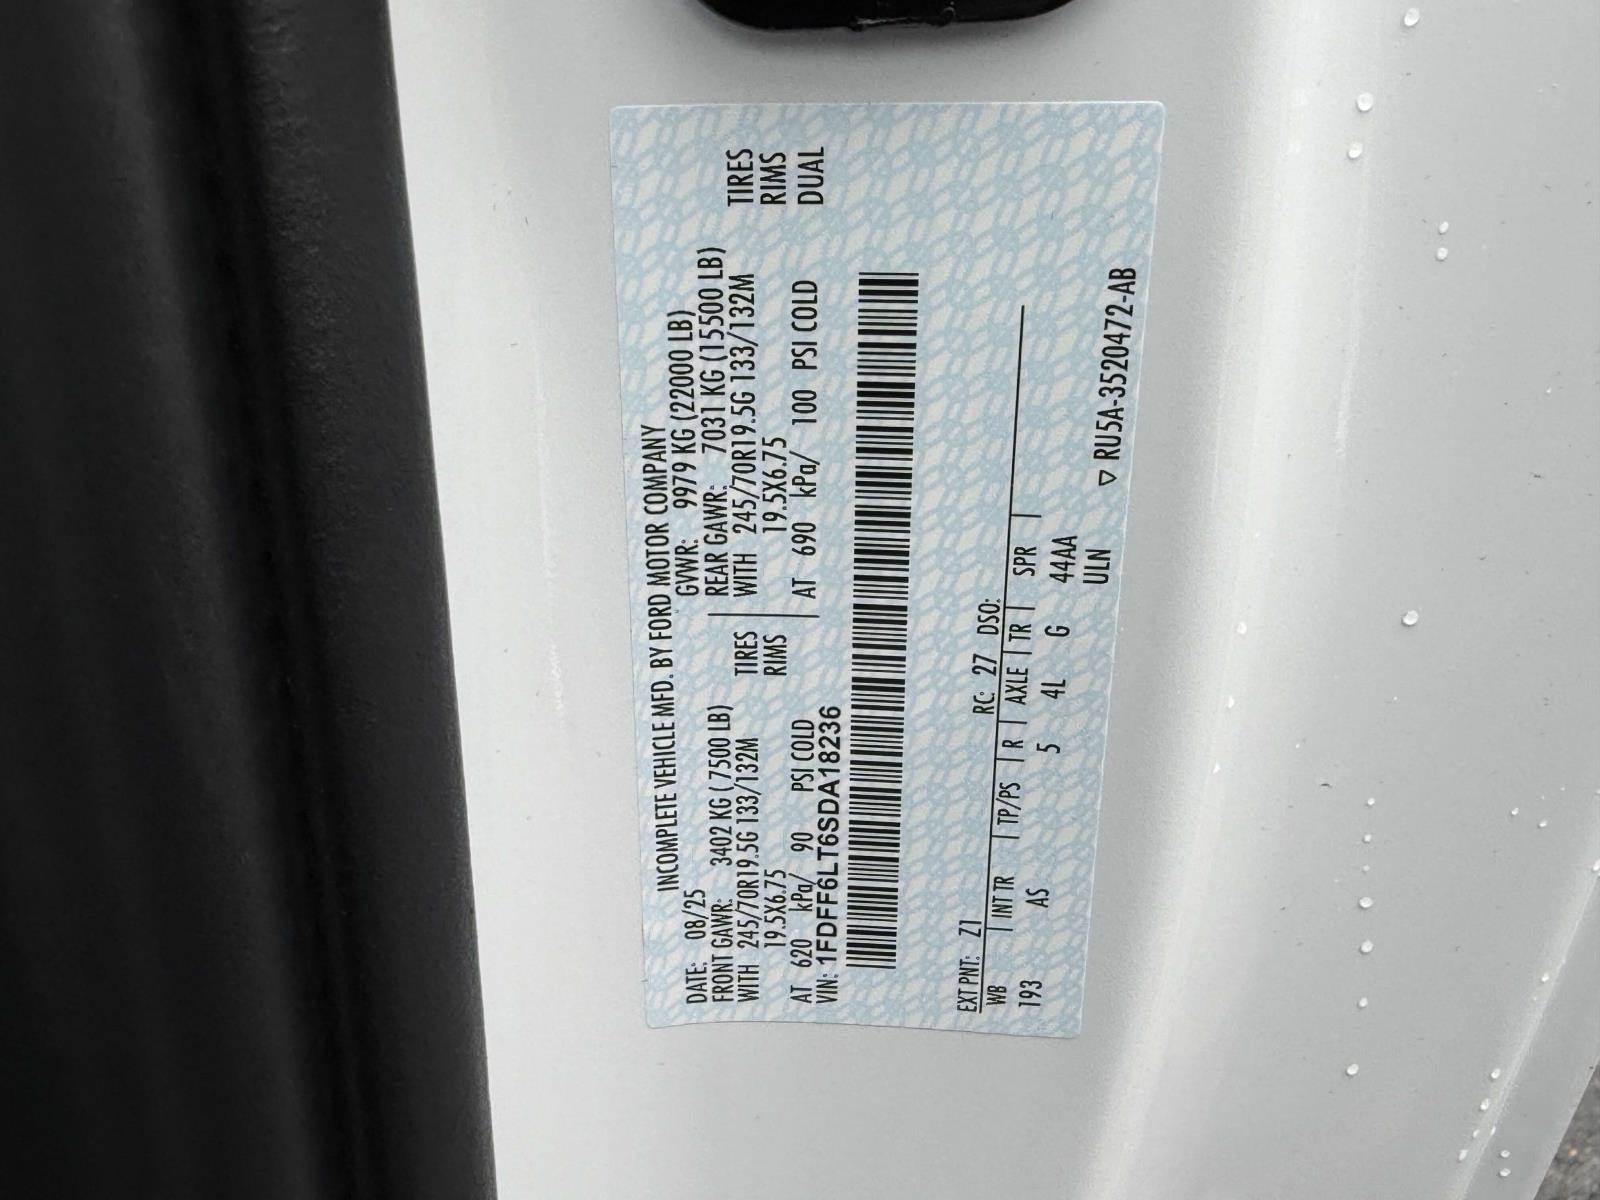 INCOMPLETE VEHICLE MFD. BY FORD MOTOR COMPANY
DATE: 08/25 GVWR: 9979 KG (22000 LB)
FRONT GAWR: 3402 KG (7500 LB) REAR GAWR: 7031 KG (15500 LB)
WITH 245/70R19.5G 133/132M TIRES WITH 245/70R19.5G 133/132M TIRES
19.5X6.75 RIMS 19.5X6.75 RIMS
AT 620 kPa/ 90 PSI COLD AT 690 kPa/ 100 PSI COLD DUAL
VIN: 1FDFF6LT6SDA18236
EXT PNT: Z1 RC: 27 DSO:
WB | INT TR | TP/PS | R | AXLE | TR | SPR |
193 AS 5 4L G 44AA
ULN
▽ RU5A-3520472-AB